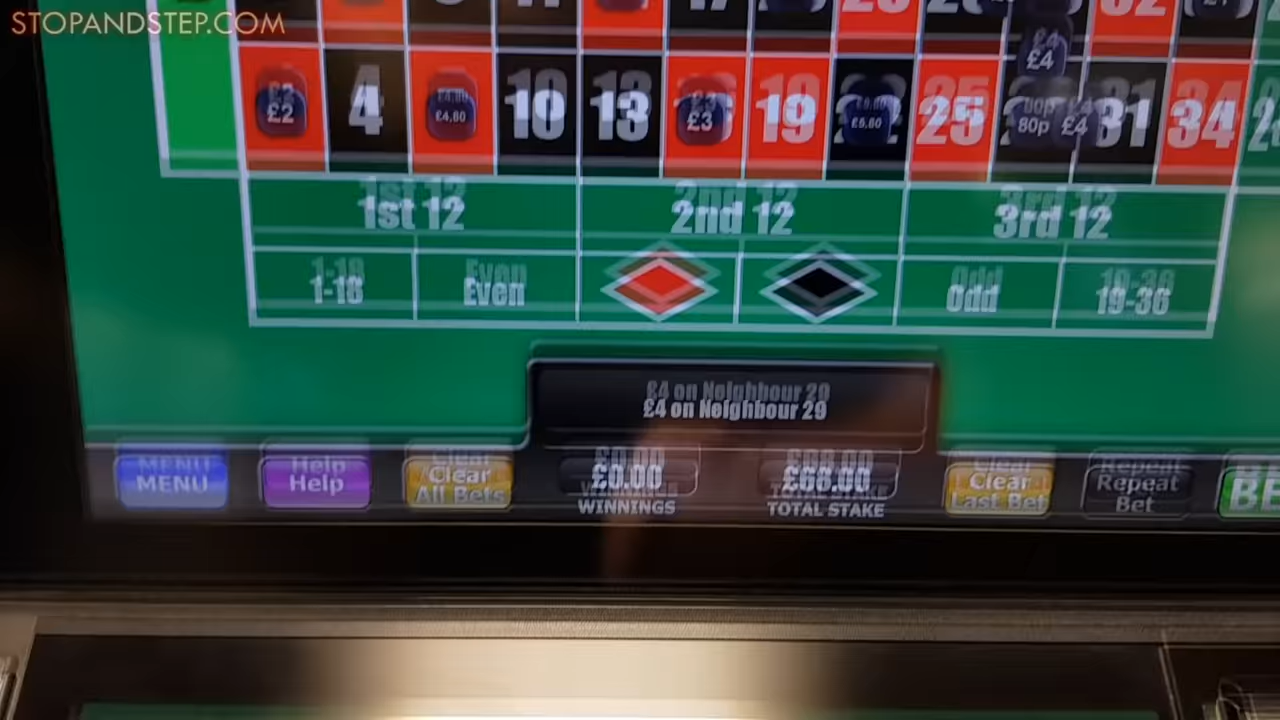 STOPANDSTEP.COM
£4
£2 4 £4.80 10 13 £3 19 £5.80 25 80p £4 31 34
1st 12 2nd 12 3rd 12
1-18 Even Odd 19-36
£4 on Neighbour 29
MENU Help Clear All Bets £0.00 WINNINGS £68.00 TOTAL STAKE Clear Last Bet Repeat Bet